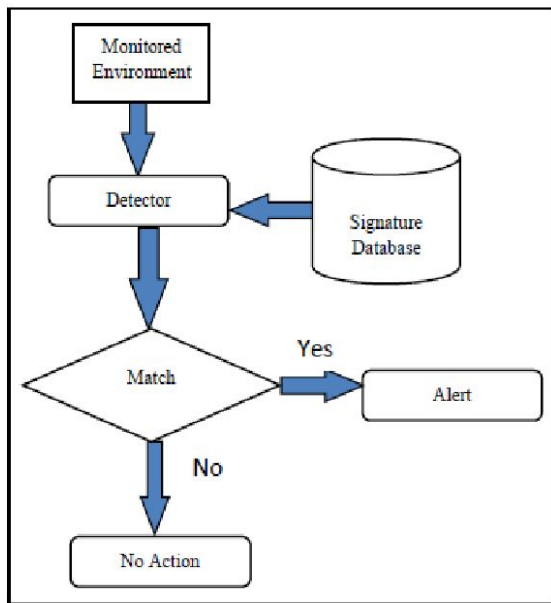 Monitored
Environment
Detector
Signature
Database
Match
Yes
Alert
No
No Action